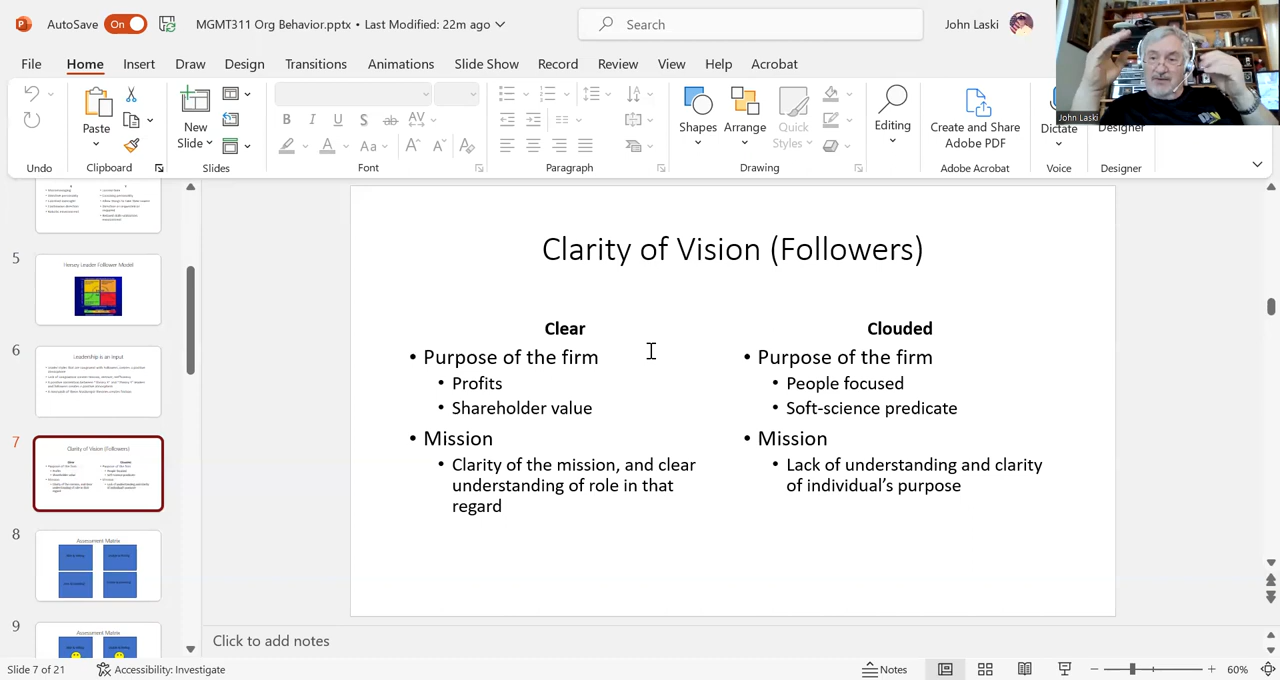 AutoSave On MGMT311 Org Behavior.pptx • Last Modified: 22m ago Search John Laski
File Home Insert Draw Design Transitions Animations Slide Show Record Review View Help Acrobat
Paste
New
Slide
Shapes
Arrange
Quick
Styles
Editing
Create and Share
Adobe PDF
Dictate
Designer
John Laski
Undo Clipboard Slides Font Paragraph Drawing Adobe Acrobat Voice Designer
5
Hersey Leader Follower Model
6
Leadership is an Input
7
Clarity of Vision (Followers)
8
Assessment Matrix
9
Assessment Matrix
Clarity of Vision (Followers)
Clear
• Purpose of the firm
• Profits
• Shareholder value
• Mission
• Clarity of the mission, and clear
understanding of role in that
regard
Clouded
• Purpose of the firm
• People focused
• Soft-science predicate
• Mission
• Lack of understanding and clarity
of individual's purpose
Click to add notes
Slide 7 of 21 Accessibility: Investigate Notes 60%